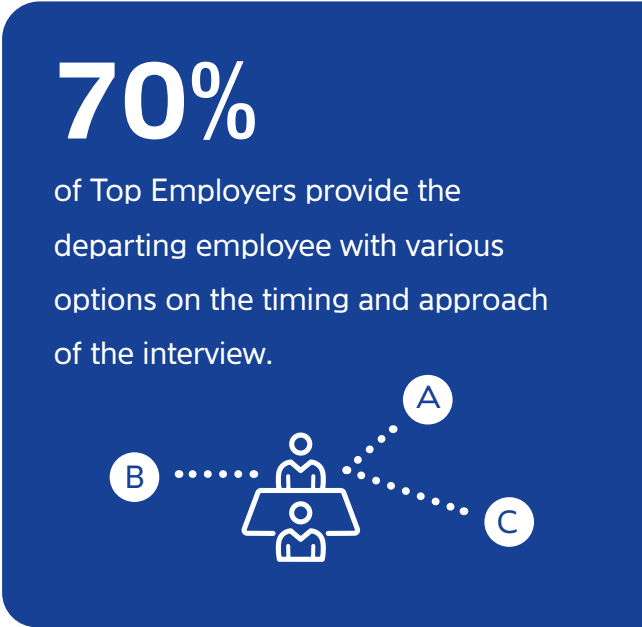 70%
of Top Employers provide the
departing employee with various
options on the timing and approach
of the interview.
A
B
C